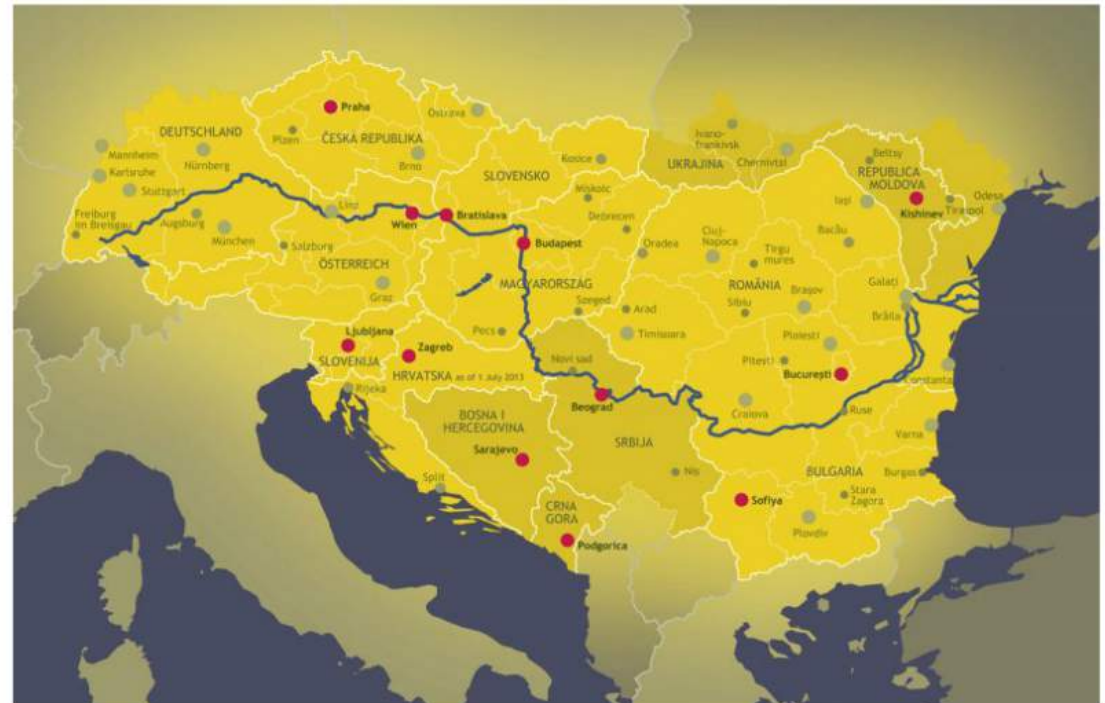 Praha
Ostrava
DEUTSCHLAND
Plzen
ČESKA REPUBLIKA
Mannheim
Nürnberg
Brno
Karlsruhe
Stuttgart
SLOVENSKO
Kosice
Ivano-
frankivsk
UKRAJINA
Chernivtsi
Beltsy
REPUBLICA
MOLDOVA
Kishinev
Tiraspol
Odesa
Freiburg
im Breisgau
Augsburg
München
Linz
Wien
Bratislava
Miskolc
Debrecen
Iaşi
Salzburg
Budapest
Oradea
Cluj-
Napoca
Tirgu
mures
Bacău
ÖSTERREICH
Graz
MAGYARORSZÁG
ROMÂNIA
Galaţi
Szeged
Arad
Sibiu
Braşov
Brăila
Ljubljana
SLOVENIJA
Zagreb
Pecs
Timisoara
Ploiesti
HRVATSKA as of 1 July 2013
Novi sad
Pitesti
Bucureşti
Constanta
Rijeka
Beograd
Craiova
Ruse
BOSNA I
HERCEGOVINA
Sarajevo
SRBIJA
Varna
Split
Nis
BULGARIA
Burgas
CRNA
GORA
Sofiya
Stara
Zagora
Plovdiv
Podgorica